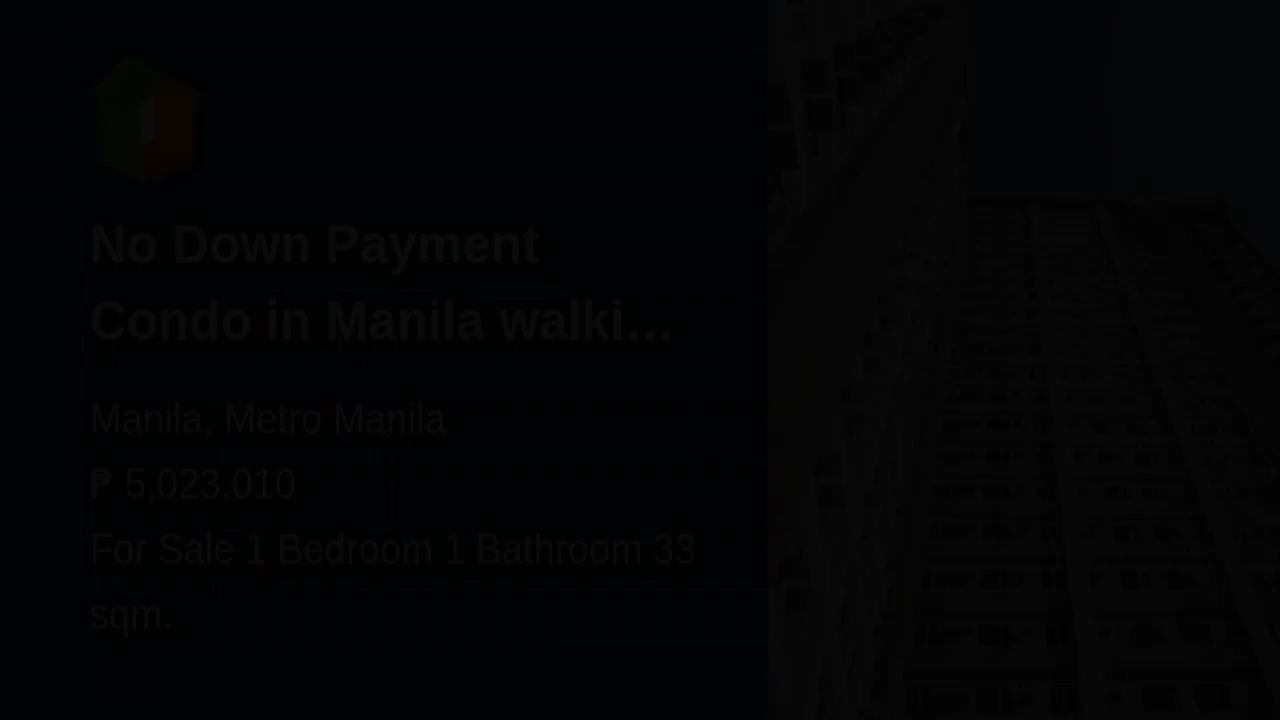 No Down Payment
Condo in Manila walki...
Manila, Metro Manila
₱ 5,023,010
For Sale 1 Bedroom 1 Bathroom 33
sqm.